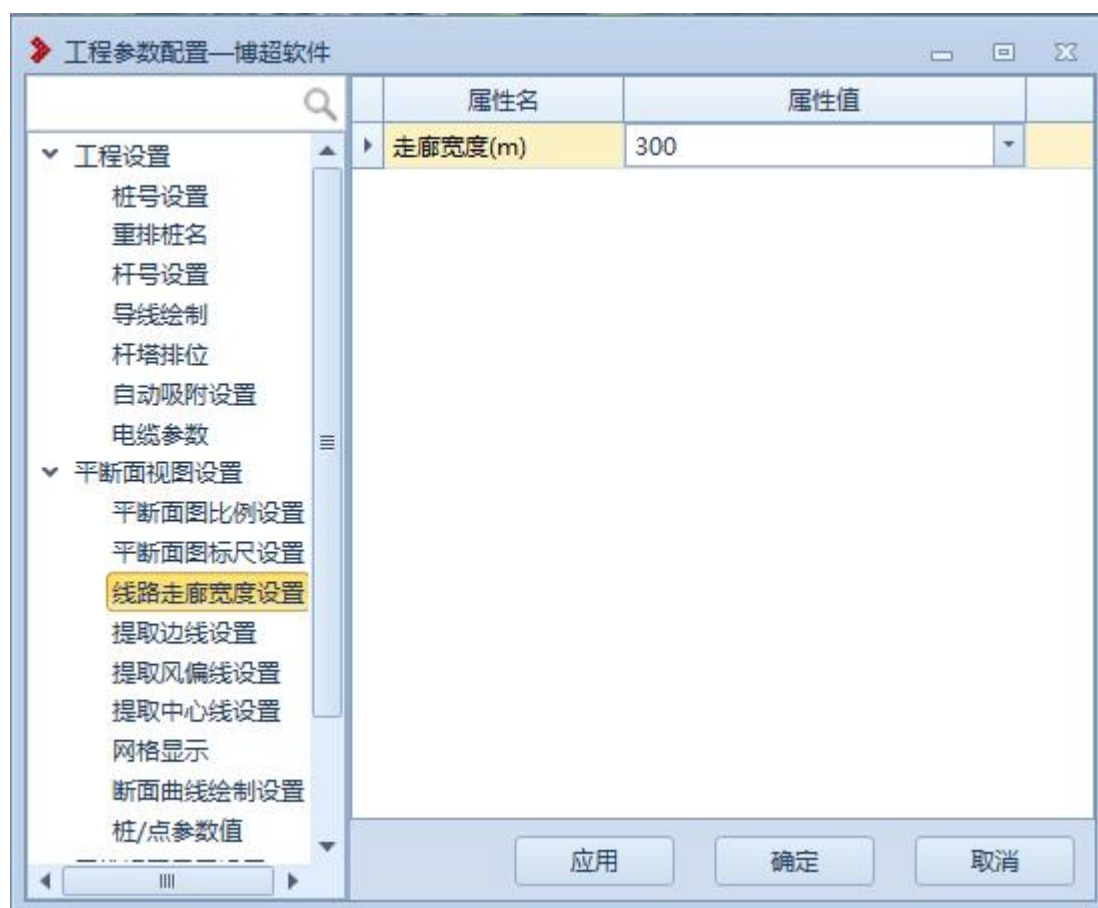 工程参数配置—博超软件
属性名 属性值
走廊宽度(m) 300
工程设置
桩号设置
重排桩名
杆号设置
导线绘制
杆塔排位
自动吸附设置
电缆参数
平断面视图设置
平断面图比例设置
平断面图标尺设置
线路走廊宽度设置
提取边线设置
提取风偏线设置
提取中心线设置
网格显示
断面曲线绘制设置
桩/点参数值
应用 确定 取消